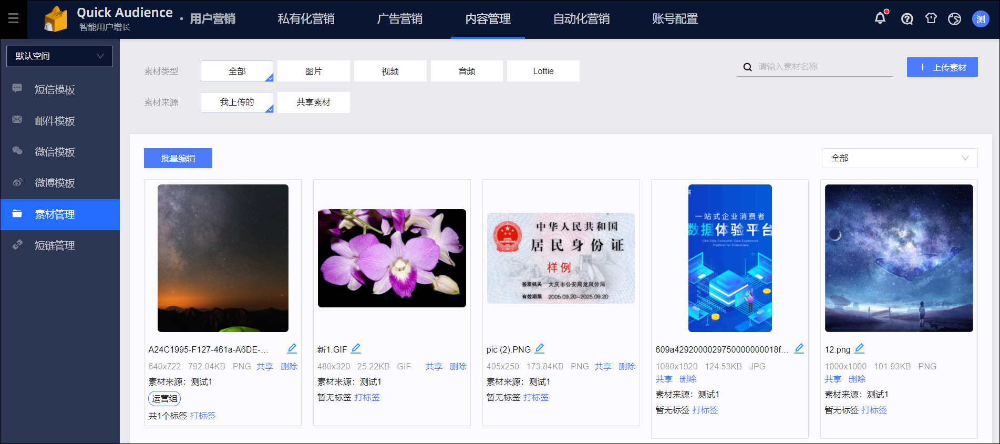 Quick Audience
智能用户增长
· 用户营销
私有化营销
广告营销
内容管理
自动化营销
账号配置
测
默认空间
短信模板
邮件模板
微信模板
微博模板
素材管理
短链管理
素材类型
全部
图片
视频
音频
Lottie
请输入素材名称
+ 上传素材
素材来源
我上传的
共享素材
批量编辑
全部
A24C1995-F127-461a-A6DE-...
640x722 792.04KB PNG 共享 删除
素材来源：测试1
运营组
共1个标签 打标签
新1.GIF
480x320 25.22KB GIF 共享 删除
素材来源：测试1
暂无标签 打标签
中华人民共和国
居民身份证
样例
签发机关 大庆市公安局龙凤分局
有效期限 2005.09.20-2025.09.20
pic (2).PNG
405x250 173.84KB PNG 共享 删除
素材来源：测试1
暂无标签 打标签
一站式企业消费者
数据体验平台
One-Stop Consumer Data Experience
Platform for Enterprises
609a4292000029750000000018f...
1080x1920 124.53KB JPG
共享 删除
素材来源：测试1
暂无标签 打标签
12.png
1000x1000 101.93KB PNG
共享 删除
素材来源：测试1
暂无标签 打标签